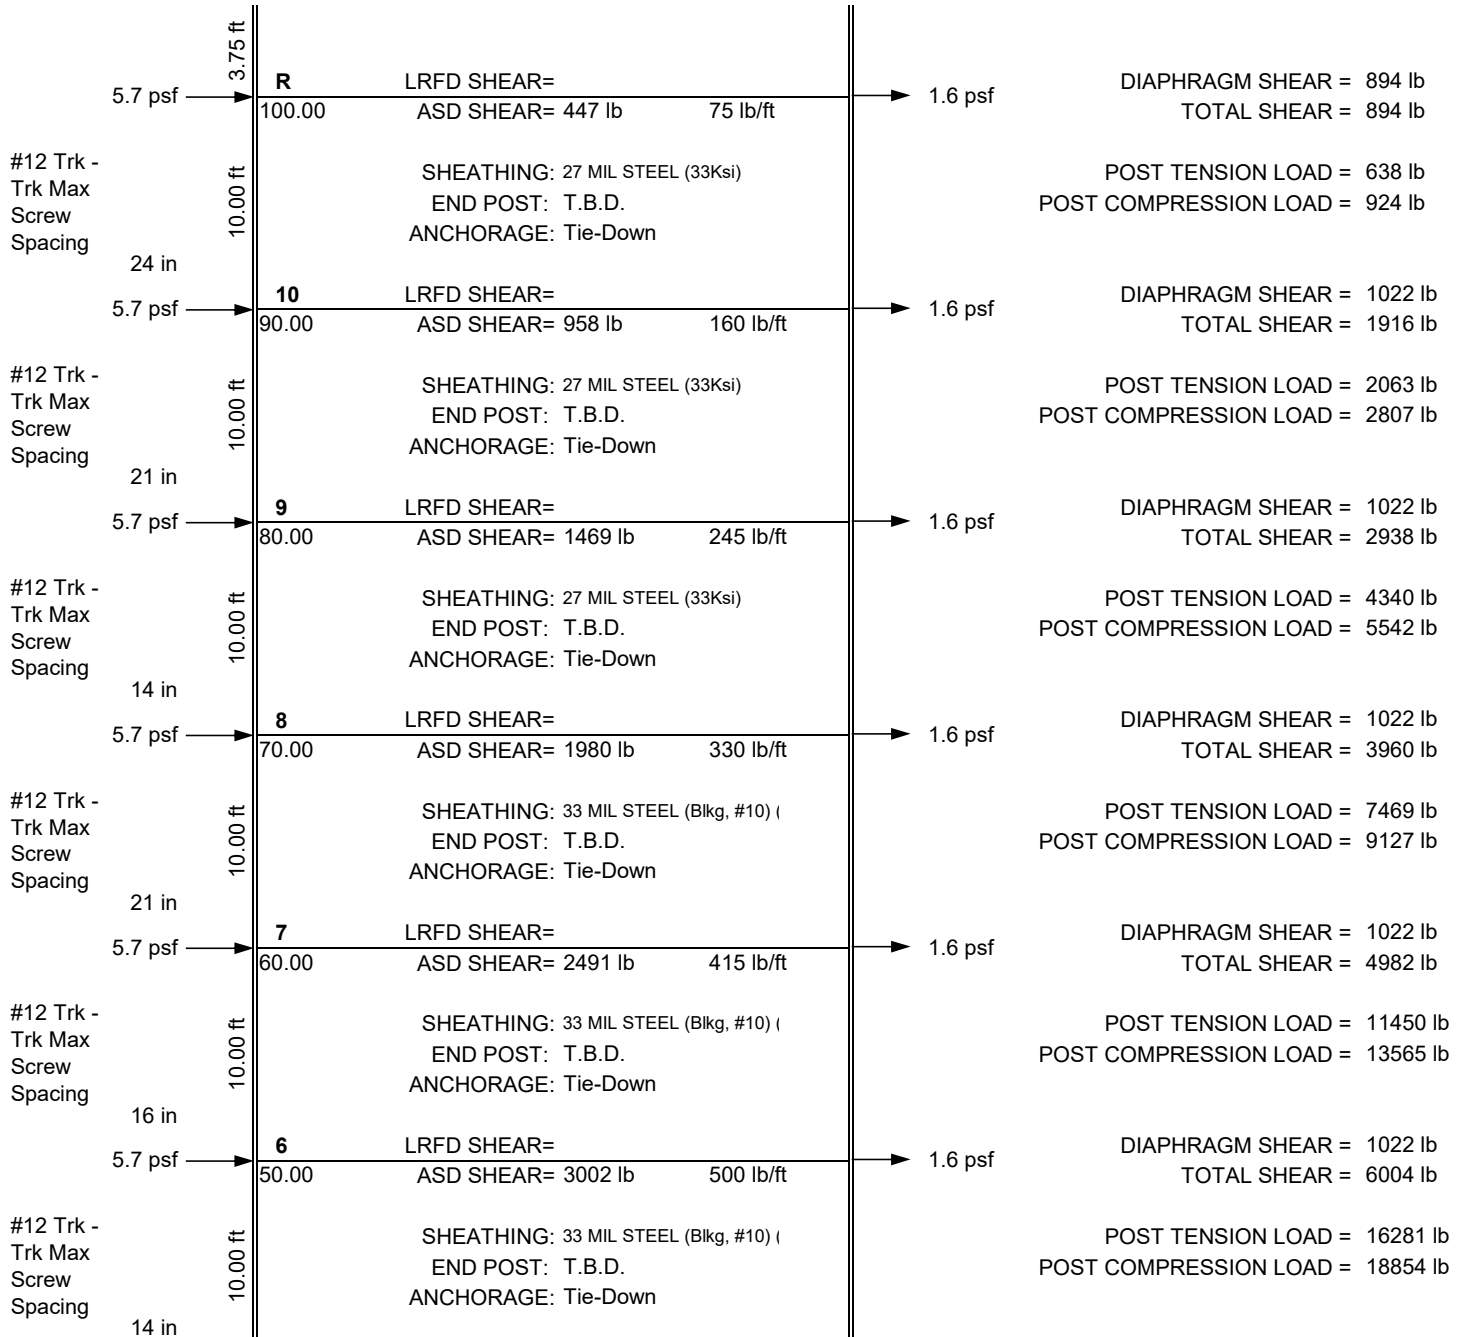 3.75 ft
R LRFD SHEAR= DIAPHRAGM SHEAR = 894 lb
5.7 psf 1.6 psf
100.00 ASD SHEAR= 447 lb 75 lb/ft TOTAL SHEAR = 894 lb
#12 Trk -
Trk Max
Screw
Spacing
24 in
10.00 ft
SHEATHING: 27 MIL STEEL (33Ksi) POST TENSION LOAD = 638 lb
END POST: T.B.D. POST COMPRESSION LOAD = 924 lb
ANCHORAGE: Tie-Down
10 LRFD SHEAR= DIAPHRAGM SHEAR = 1022 lb
5.7 psf 1.6 psf
90.00 ASD SHEAR= 958 lb 160 lb/ft TOTAL SHEAR = 1916 lb
#12 Trk -
Trk Max
Screw
Spacing
21 in
10.00 ft
SHEATHING: 27 MIL STEEL (33Ksi) POST TENSION LOAD = 2063 lb
END POST: T.B.D. POST COMPRESSION LOAD = 2807 lb
ANCHORAGE: Tie-Down
9 LRFD SHEAR= DIAPHRAGM SHEAR = 1022 lb
5.7 psf 1.6 psf
80.00 ASD SHEAR= 1469 lb 245 lb/ft TOTAL SHEAR = 2938 lb
#12 Trk -
Trk Max
Screw
Spacing
14 in
10.00 ft
SHEATHING: 27 MIL STEEL (33Ksi) POST TENSION LOAD = 4340 lb
END POST: T.B.D. POST COMPRESSION LOAD = 5542 lb
ANCHORAGE: Tie-Down
8 LRFD SHEAR= DIAPHRAGM SHEAR = 1022 lb
5.7 psf 1.6 psf
70.00 ASD SHEAR= 1980 lb 330 lb/ft TOTAL SHEAR = 3960 lb
#12 Trk -
Trk Max
Screw
Spacing
21 in
10.00 ft
SHEATHING: 33 MIL STEEL (Blkg, #10) ( POST TENSION LOAD = 7469 lb
END POST: T.B.D. POST COMPRESSION LOAD = 9127 lb
ANCHORAGE: Tie-Down
7 LRFD SHEAR= DIAPHRAGM SHEAR = 1022 lb
5.7 psf 1.6 psf
60.00 ASD SHEAR= 2491 lb 415 lb/ft TOTAL SHEAR = 4982 lb
#12 Trk -
Trk Max
Screw
Spacing
16 in
10.00 ft
SHEATHING: 33 MIL STEEL (Blkg, #10) ( POST TENSION LOAD = 11450 lb
END POST: T.B.D. POST COMPRESSION LOAD = 13565 lb
ANCHORAGE: Tie-Down
6 LRFD SHEAR= DIAPHRAGM SHEAR = 1022 lb
5.7 psf 1.6 psf
50.00 ASD SHEAR= 3002 lb 500 lb/ft TOTAL SHEAR = 6004 lb
#12 Trk -
Trk Max
Screw
Spacing
14 in
10.00 ft
SHEATHING: 33 MIL STEEL (Blkg, #10) ( POST TENSION LOAD = 16281 lb
END POST: T.B.D. POST COMPRESSION LOAD = 18854 lb
ANCHORAGE: Tie-Down